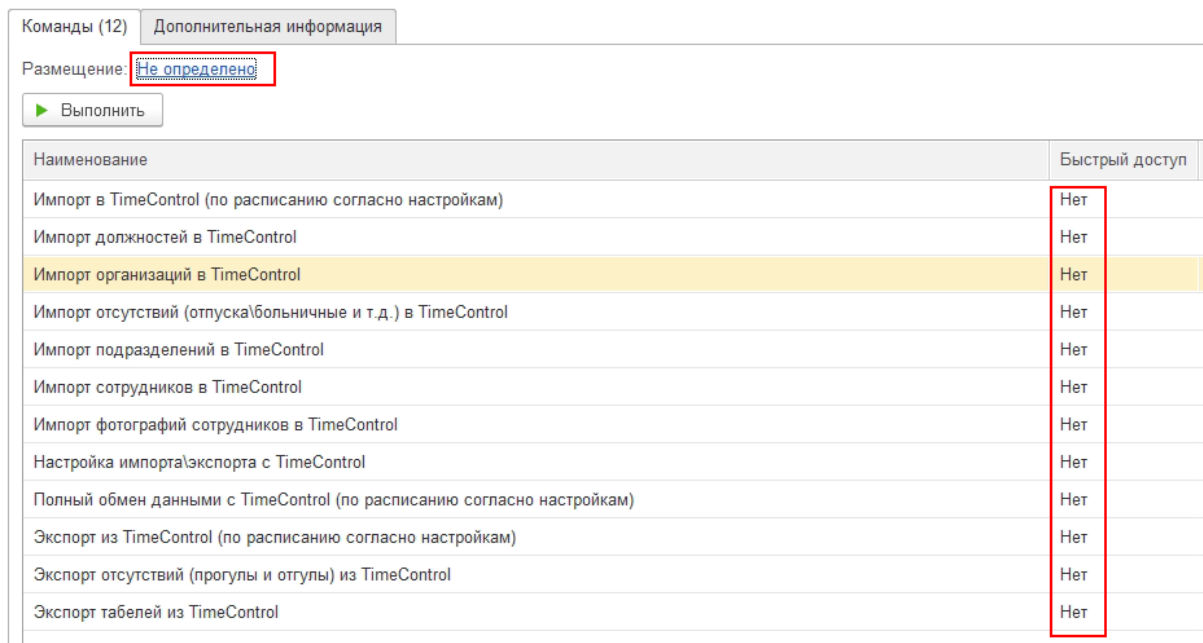 Команды (12) Дополнительная информация
Размещение: Не определено
Выполнить
Наименование Быстрый доступ
Импорт в TimeControl (по расписанию согласно настройкам) Нет
Импорт должностей в TimeControl Нет
Импорт организаций в TimeControl Нет
Импорт отсутствий (отпуска\больничные и т.д.) в TimeControl Нет
Импорт подразделений в TimeControl Нет
Импорт сотрудников в TimeControl Нет
Импорт фотографий сотрудников в TimeControl Нет
Настройка импорта\экспорта с TimeControl Нет
Полный обмен данными с TimeControl (по расписанию согласно настройкам) Нет
Экспорт из TimeControl (по расписанию согласно настройкам) Нет
Экспорт отсутствий (прогулы и отгулы) из TimeControl Нет
Экспорт табелей из TimeControl Нет